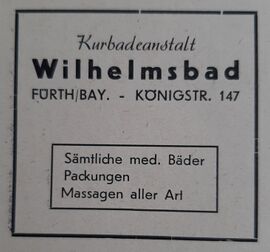 Kurbadeanstalt
Wilhelmsbad
FÜRTH/BAY. - KÖNIGSTR. 147
Sämtliche med. Bäder
Packungen
Massagen aller Art